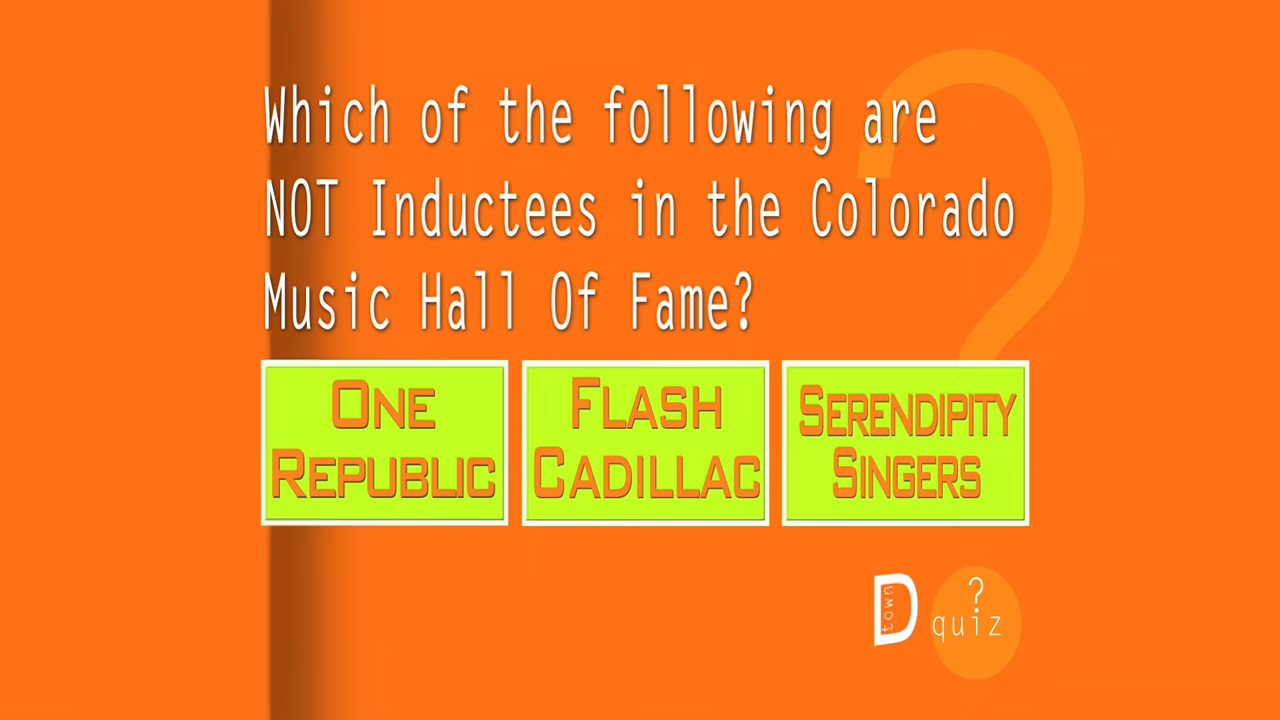 Which of the following are
NOT Inductees in the Colorado
Music Hall Of Fame?
ONE
REPUBLIC
FLASH
CADILLAC
SERENDIPITY
SINGERS
D town
?
quiz